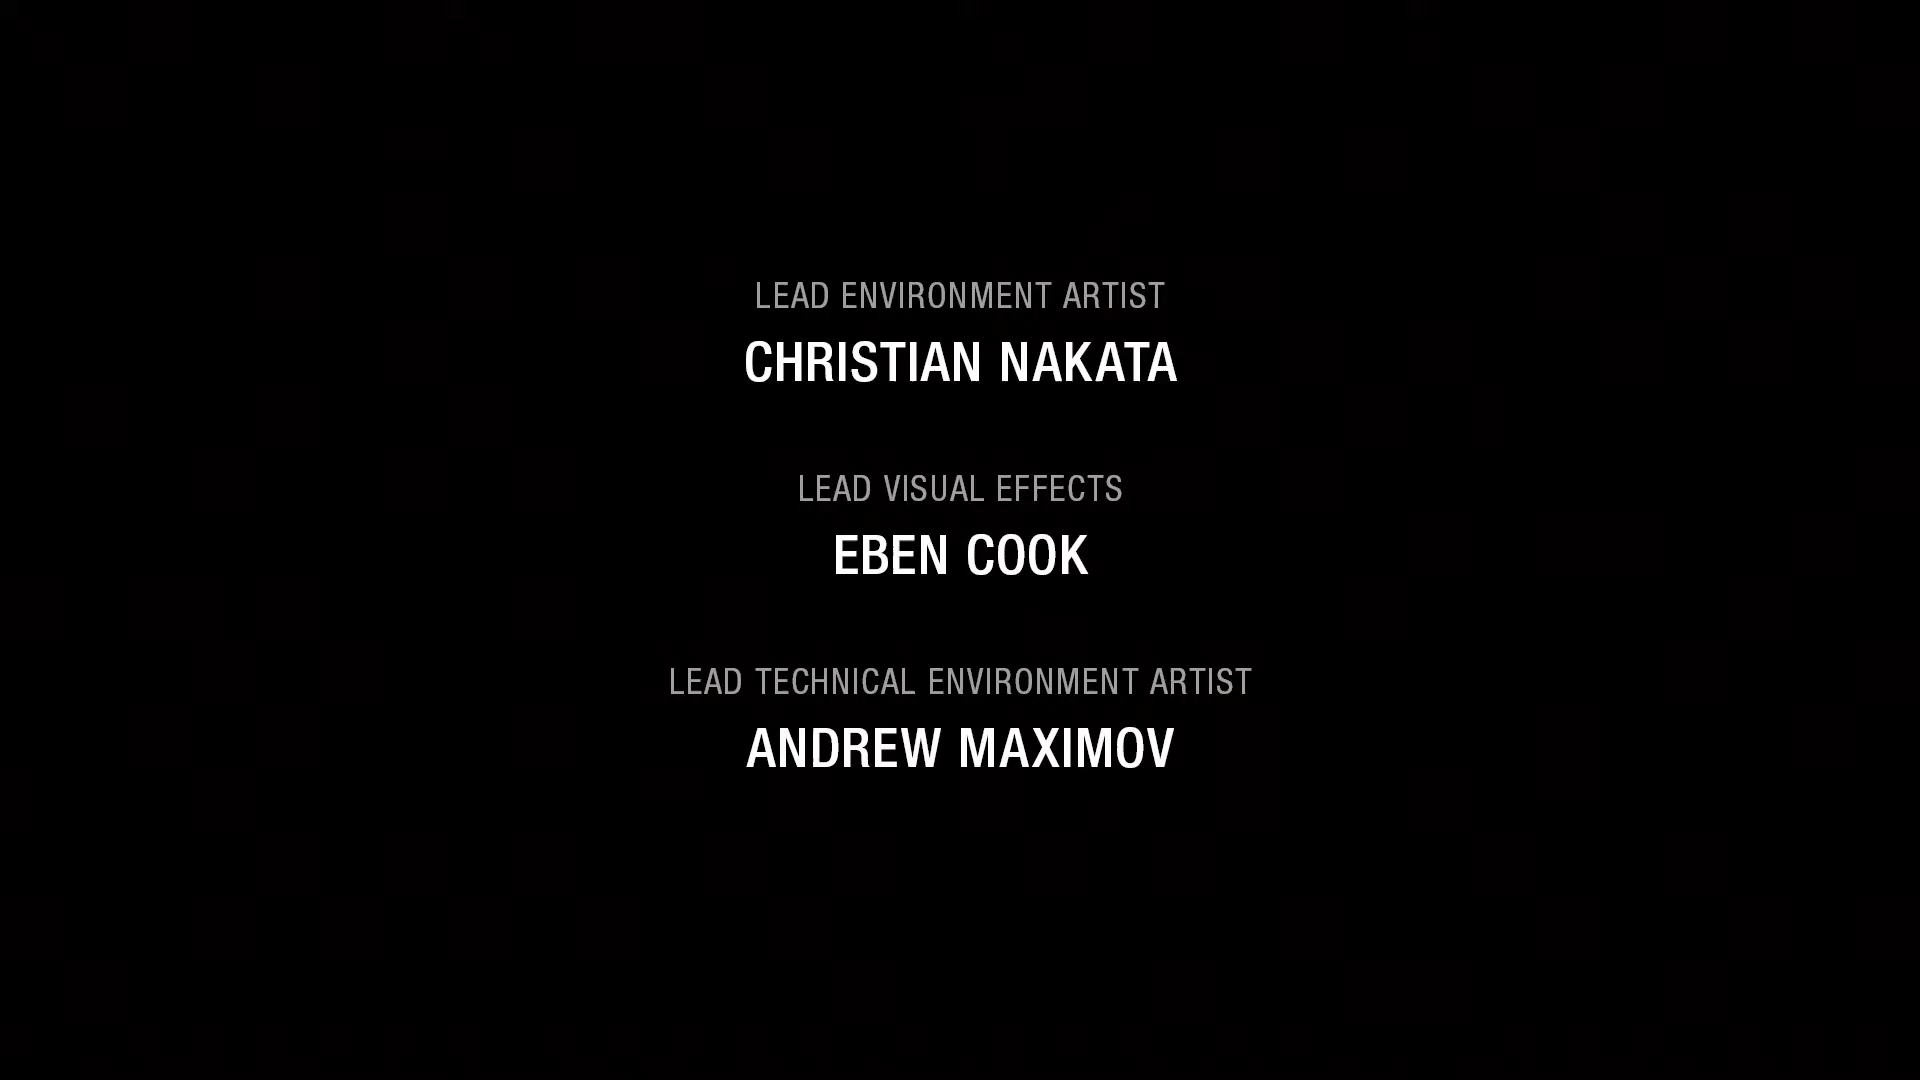 LEAD ENVIRONMENT ARTIST
CHRISTIAN NAKATA
LEAD VISUAL EFFECTS
EBEN COOK
LEAD TECHNICAL ENVIRONMENT ARTIST
ANDREW MAXIMOV